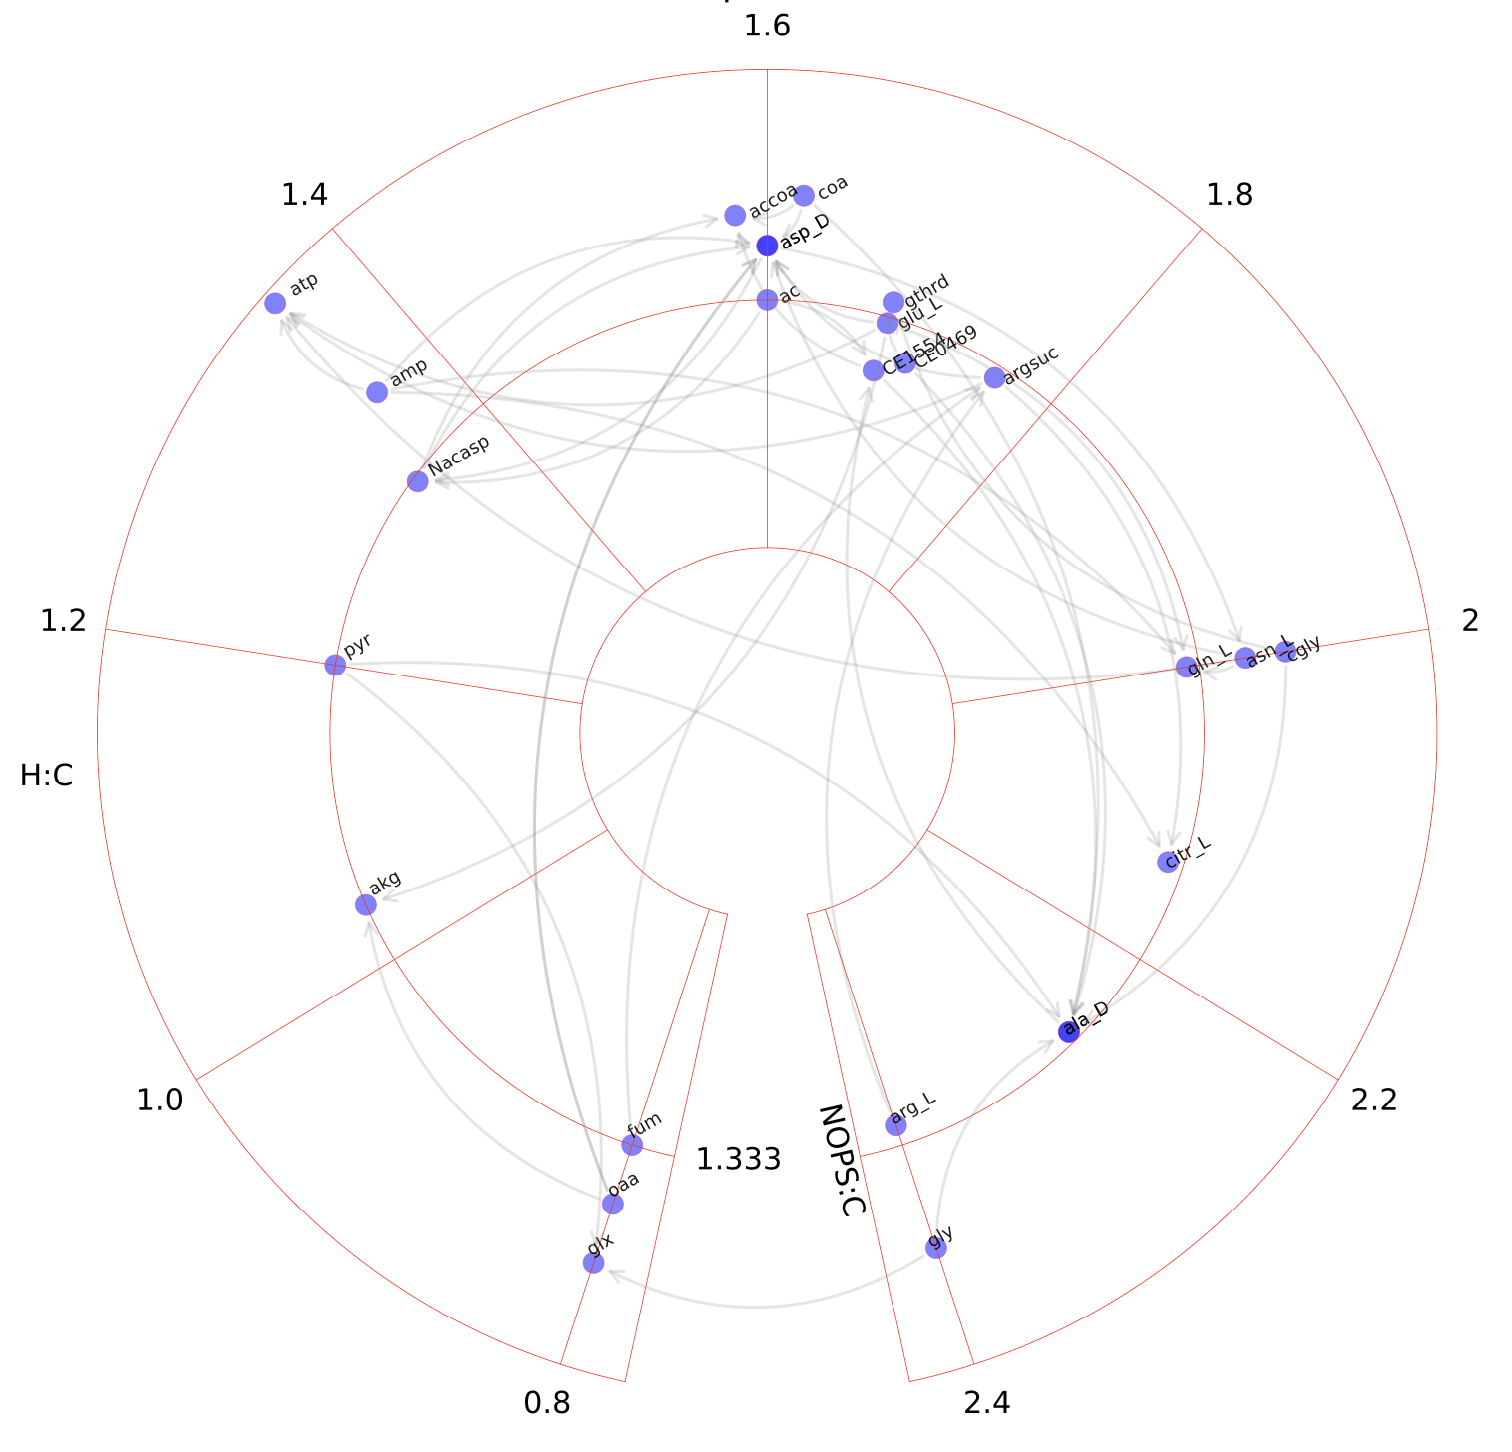 1.6
1.4
1.8
accoa
coa
asp_D
atp
ac
gthrd
glu_L
CE1554
CE0469
argsuc
amp
Nacasp
1.2
2
pyr
gln_L
asn_L
cgly
H:C
citr_L
akg
ala_D
1.0
2.2
fum
1.333
NOPS:C
arg_L
oaa
glx
gly
0.8
2.4